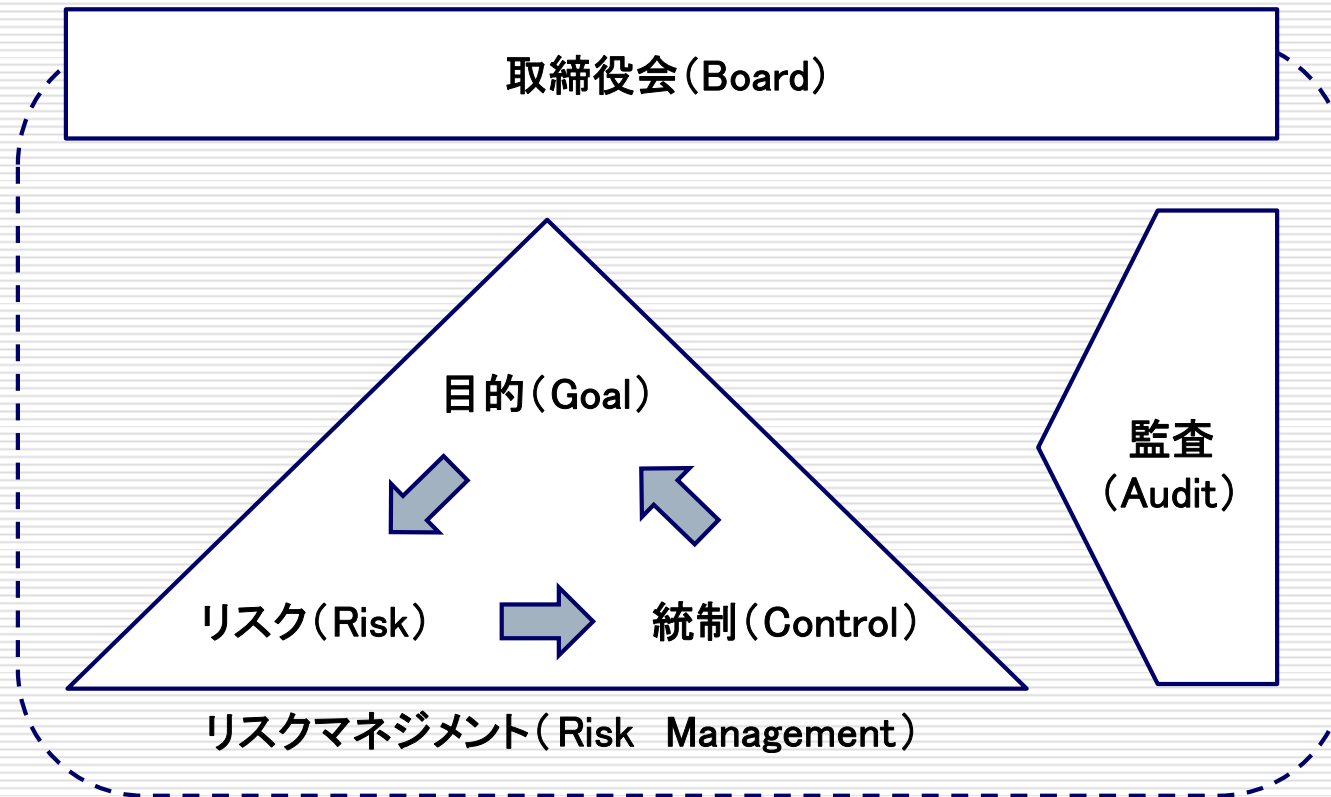 取締役会(Board)
目的(Goal)
監査
(Audit)
リスク(Risk)
統制(Control)
リスクマネジメント(Risk　Management)